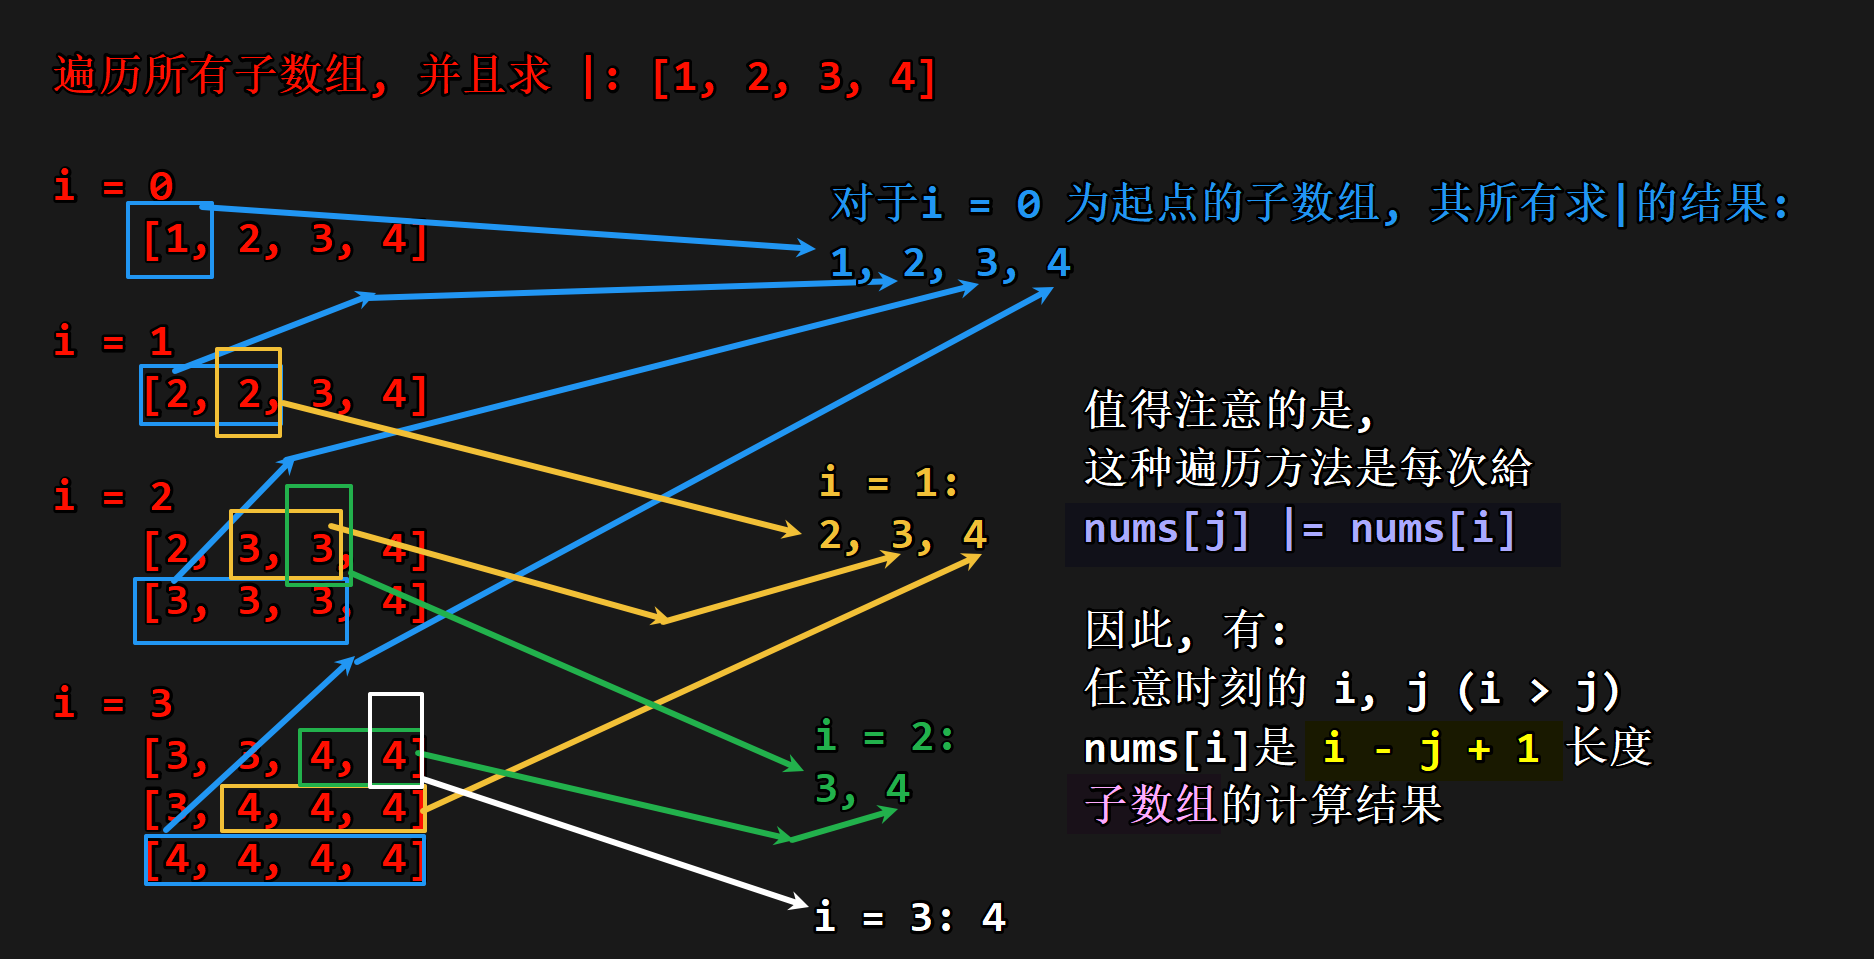 遍历所有子数组, 并且求 |: [1, 2, 3, 4]
i = 0
[1, 2, 3, 4]
i = 1
[2, 2, 3, 4]
i = 2
[2, 3, 3, 4]
[3, 3, 3, 4]
i = 3
[3, 3, 4, 4]
[3, 4, 4, 4]
[4, 4, 4, 4]
对于i = 0 为起点的子数组, 其所有求|的结果:
1, 2, 3, 4
i = 1:
2, 3, 4
i = 2:
3, 4
i = 3: 4
值得注意的是,
这种遍历方法是每次給
nums[j] |= nums[i]
因此, 有:
任意时刻的 i, j (i > j)
nums[i]是 i - j + 1 长度
子数组的计算结果